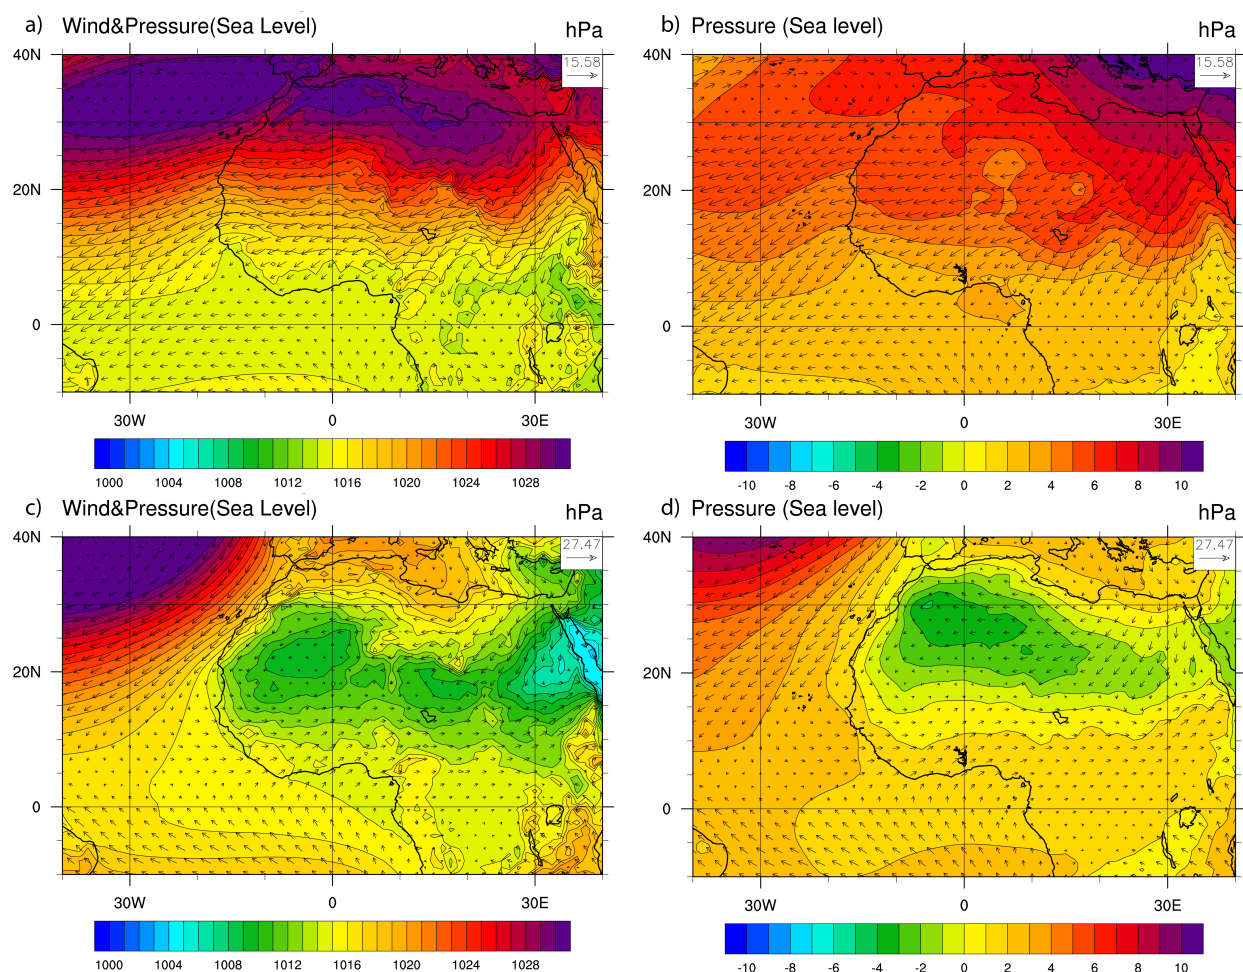 a) Wind&Pressure(Sea Level) hPa
b) Pressure (Sea level) hPa
40N 15.58
40N 15.58
20N
20N
0
0
30W 0 30E
30W 0 30E
1000 1004 1008 1012 1016 1020 1024 1028
-10 -8 -6 -4 -2 0 2 4 6 8 10
c) Wind&Pressure(Sea Level) hPa
d) Pressure (Sea level) hPa
40N 27.47
40N 27.47
20N
20N
0
0
30W 0 30E
30W 0 30E
1000 1004 1008 1012 1016 1020 1024 1028
-10 -8 -6 -4 -2 0 2 4 6 8 10